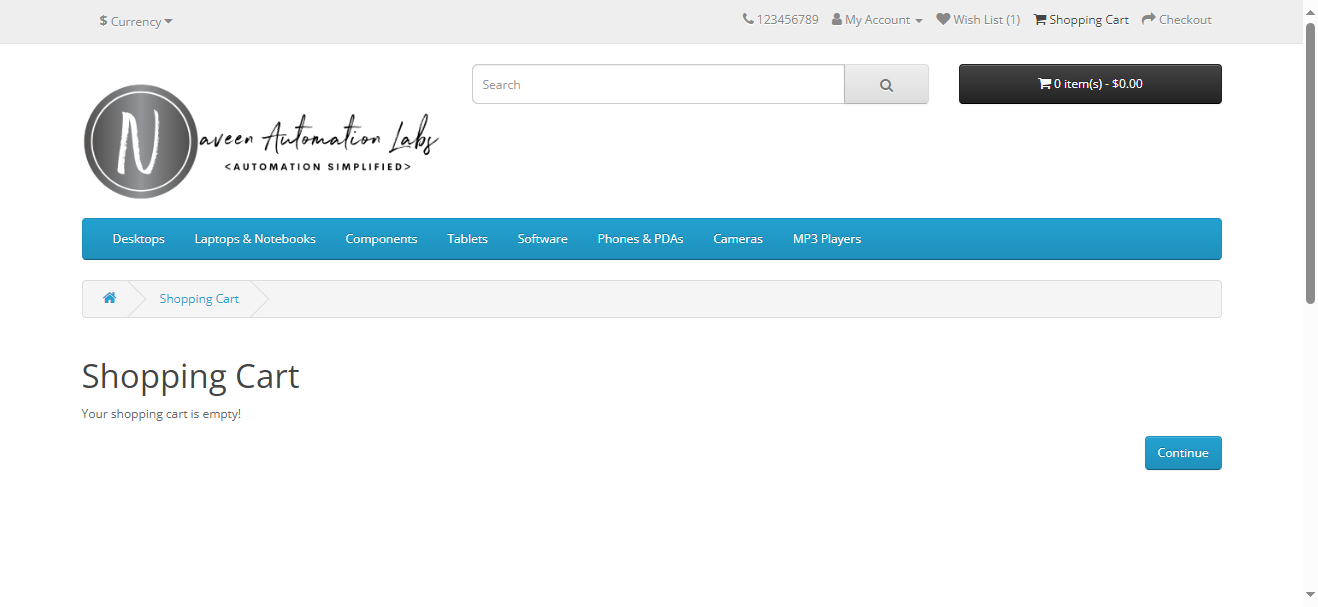 $ Currency
123456789 My Account Wish List (1) Shopping Cart Checkout
Search
0 item(s) - $0.00
Naveen Automation Labs
<AUTOMATION SIMPLIFIED>
Desktops Laptops & Notebooks Components Tablets Software Phones & PDAs Cameras MP3 Players
Shopping Cart
Shopping Cart
Your shopping cart is empty!
Continue